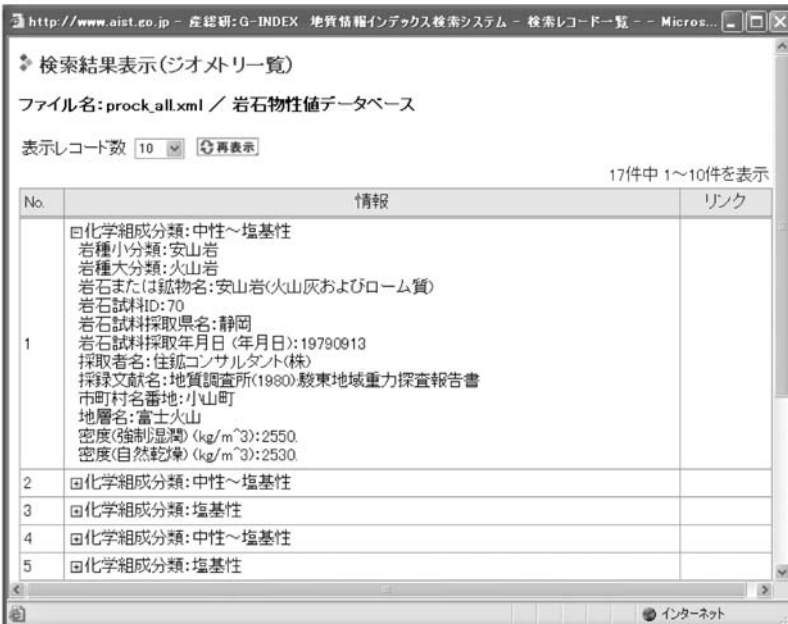 http://www.aist.go.jp - 産総研:G-INDEX 地質情報インデックス検索システム - 検索レコード一覧 - - Micros...
検索結果表示(ジオメトリ一覧)
ファイル名:prock_all.xml / 岩石物性値データベース
表示レコード数 10 再表示
17件中 1～10件を表示
No. 情報 リンク
1
化学組成分類:中性～塩基性
岩種小分類:安山岩
岩種大分類:火山岩
岩石または鉱物名:安山岩(火山灰およびローム質)
岩石試料ID:70
岩石試料採取県名:静岡
岩石試料採取年月日 (年月日):19790913
採取者名:住鉱コンサルタント(株)
採録文献名:地質調査所(1980)駿東地域重力探査報告書
市町村名番地:小山町
地層名:富士火山
密度(強制湿潤) (kg/m^3):2550.
密度(自然乾燥) (kg/m^3):2530.
2 化学組成分類:中性～塩基性
3 化学組成分類:塩基性
4 化学組成分類:中性～塩基性
5 化学組成分類:塩基性
インターネット